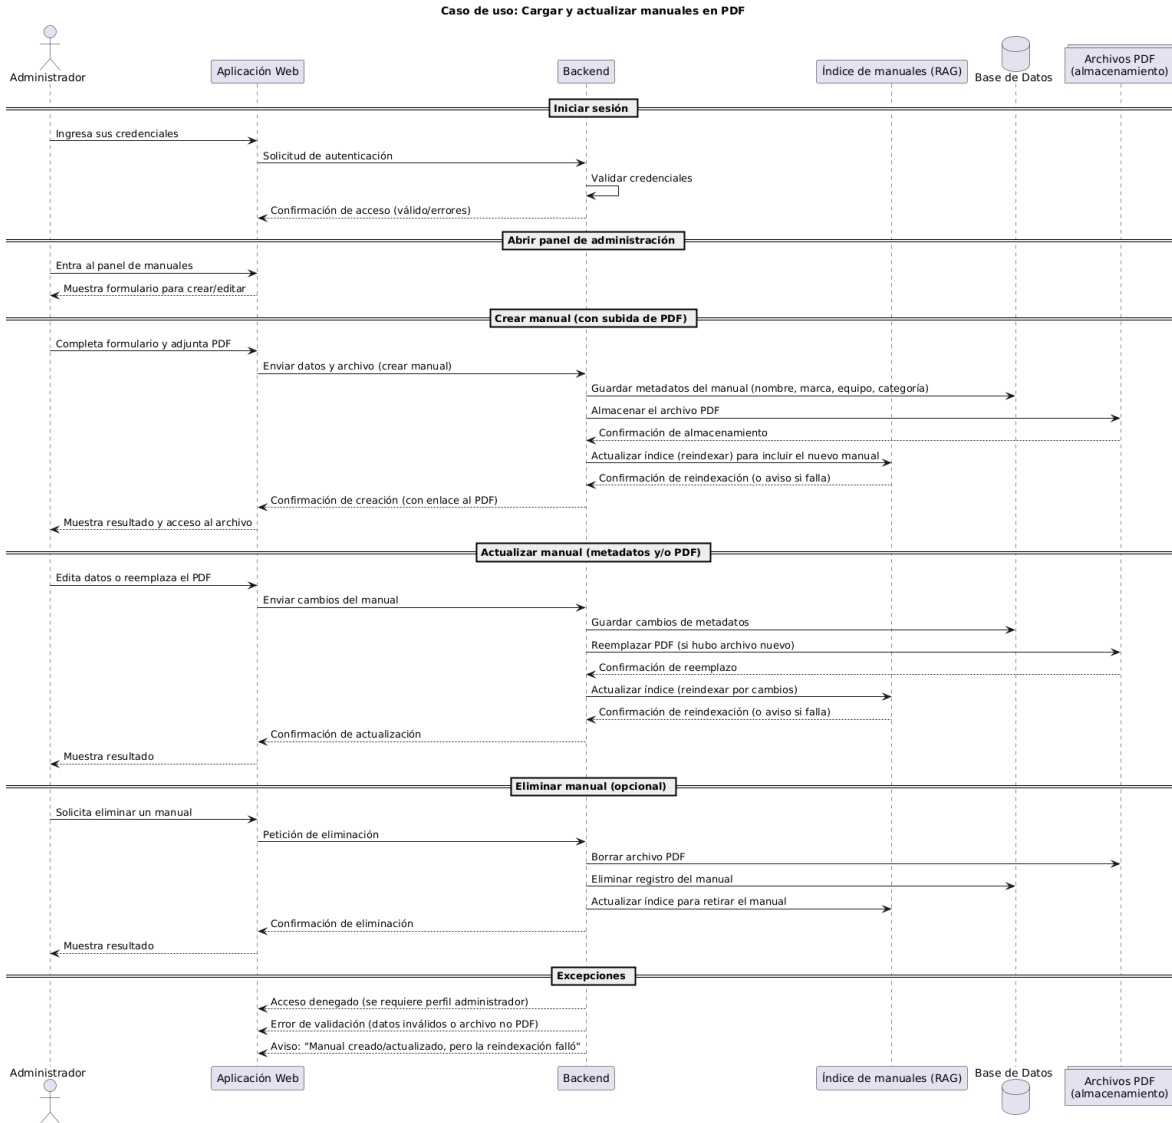 Caso de uso: Cargar y actualizar manuales en PDF
Administrador
Aplicación Web
Backend
Índice de manuales (RAG)
Base de Datos
Archivos PDF
(almacenamiento)
Iniciar sesión
Ingresa sus credenciales
Solicitud de autenticación
Validar credenciales
Confirmación de acceso (válido/errores)
Abrir panel de administración
Entra al panel de manuales
Muestra formulario para crear/editar
Crear manual (con subida de PDF)
Completa formulario y adjunta PDF
Enviar datos y archivo (crear manual)
Guardar metadatos del manual (nombre, marca, equipo, categoría)
Almacenar el archivo PDF
Confirmación de almacenamiento
Actualizar índice (reindexar) para incluir el nuevo manual
Confirmación de reindexación (o aviso si falla)
Confirmación de creación (con enlace al PDF)
Muestra resultado y acceso al archivo
Actualizar manual (metadatos y/o PDF)
Edita datos o reemplaza el PDF
Enviar cambios del manual
Guardar cambios de metadatos
Reemplazar PDF (si hubo archivo nuevo)
Confirmación de reemplazo
Actualizar índice (reindexar por cambios)
Confirmación de reindexación (o aviso si falla)
Confirmación de actualización
Muestra resultado
Eliminar manual (opcional)
Solicita eliminar un manual
Petición de eliminación
Borrar archivo PDF
Eliminar registro del manual
Actualizar índice para retirar el manual
Confirmación de eliminación
Muestra resultado
Excepciones
Acceso denegado (se requiere perfil administrador)
Error de validación (datos inválidos o archivo no PDF)
Aviso: "Manual creado/actualizado, pero la reindexación falló"
Administrador
Aplicación Web
Backend
Índice de manuales (RAG)
Base de Datos
Archivos PDF
(almacenamiento)